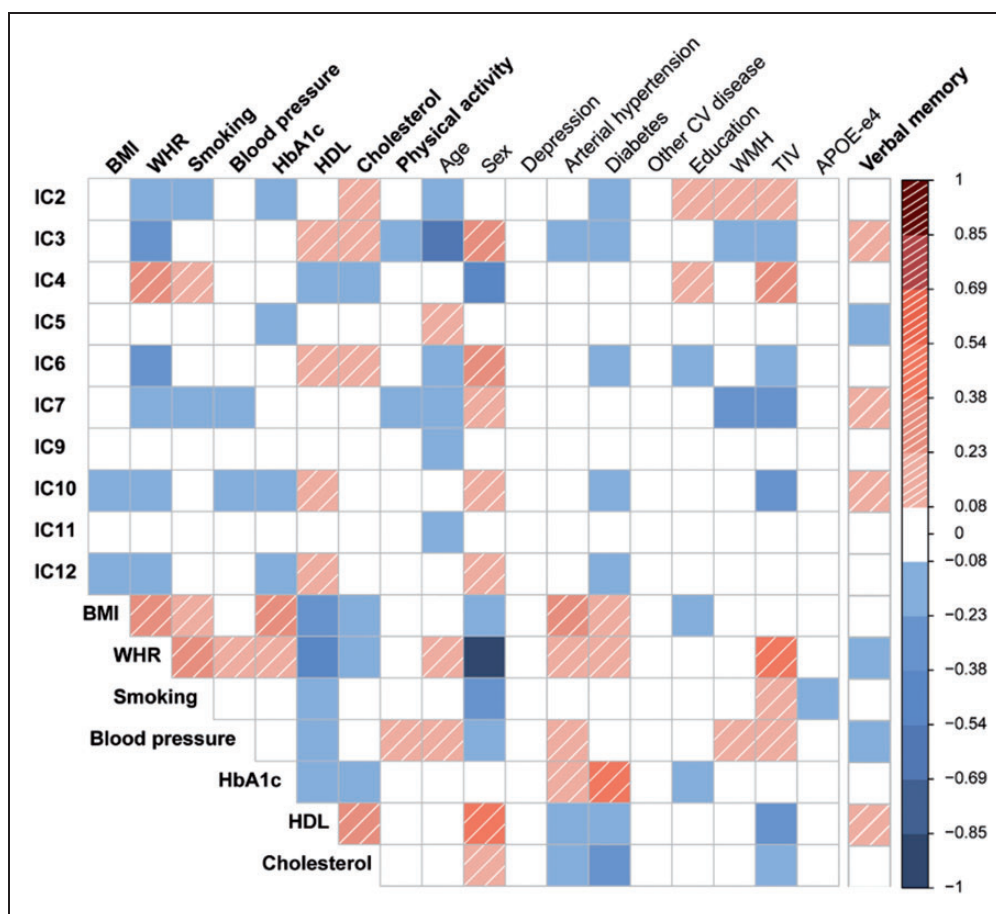 BMI
WHR
Smoking
Blood pressure
HbA1c
HDL
Cholesterol
Physical activity
Age
Sex
Depression
Arterial hypertension
Diabetes
Other CV disease
Education
WMH
TIV
APOE-e4
Verbal memory
IC2
IC3
IC4
IC5
IC6
IC7
IC9
IC10
IC11
IC12
BMI
WHR
Smoking
Blood pressure
HbA1c
HDL
Cholesterol
1
0.85
0.69
0.54
0.38
0.23
0.08
0
−0.08
−0.23
−0.38
−0.54
−0.69
−0.85
−1